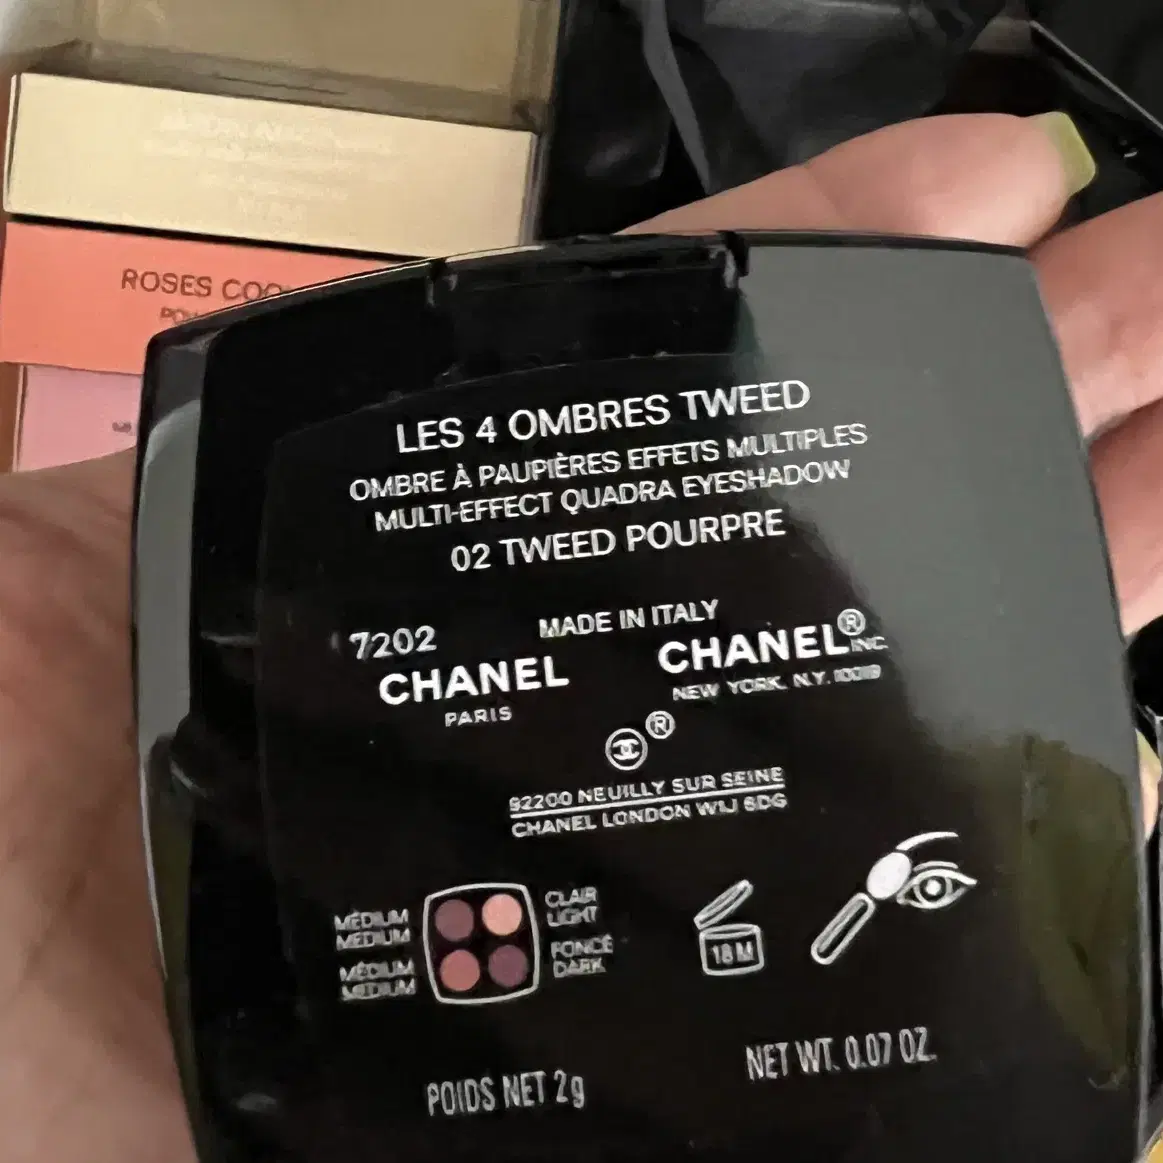 ROSES
LES 4 OMBRES TWEED
OMBRE À PAUPIÈRES EFFETS MULTIPLES
MULTI-EFFECT QUADRA EYESHADOW
02 TWEED POURPRE
7202
MADE IN ITALY
CHANEL
PARIS
CHANEL® INC.
NEW YORK, N.Y. 10019
®
92200 NEUILLY SUR SEINE
CHANEL LONDON W1J 6DG
MÉDIUM
MEDIUM
CLAIR
LIGHT
MÉDIUM
MEDIUM
FONCÉ
DARK
18 M
POIDS NET 2g
NET WT. 0.07 OZ.